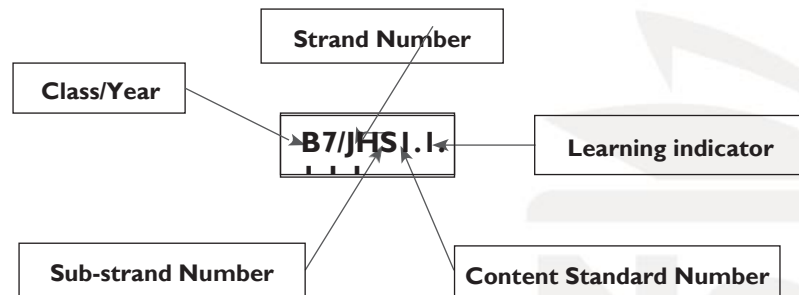 Strand Number
Class/Year
B7/JHS1.1.
Learning indicator
Sub-strand Number
Content Standard Number